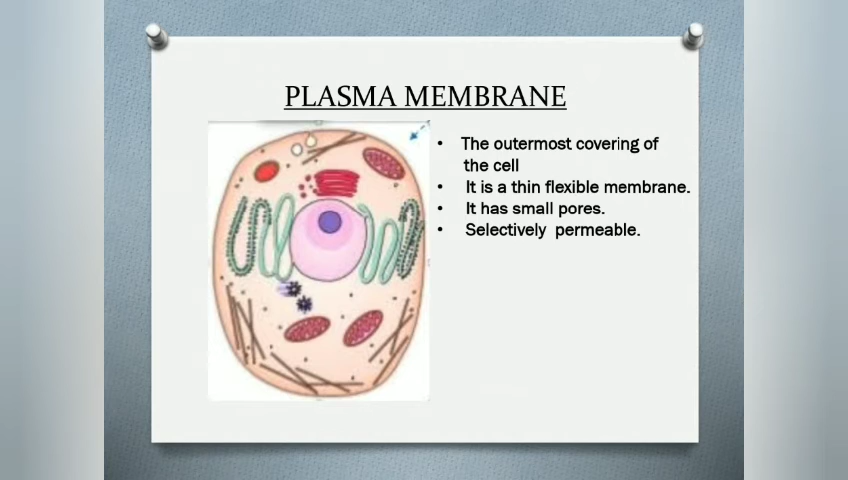 PLASMA MEMBRANE
• The outermost covering of
the cell
• It is a thin flexible membrane.
• It has small pores.
• Selectively permeable.